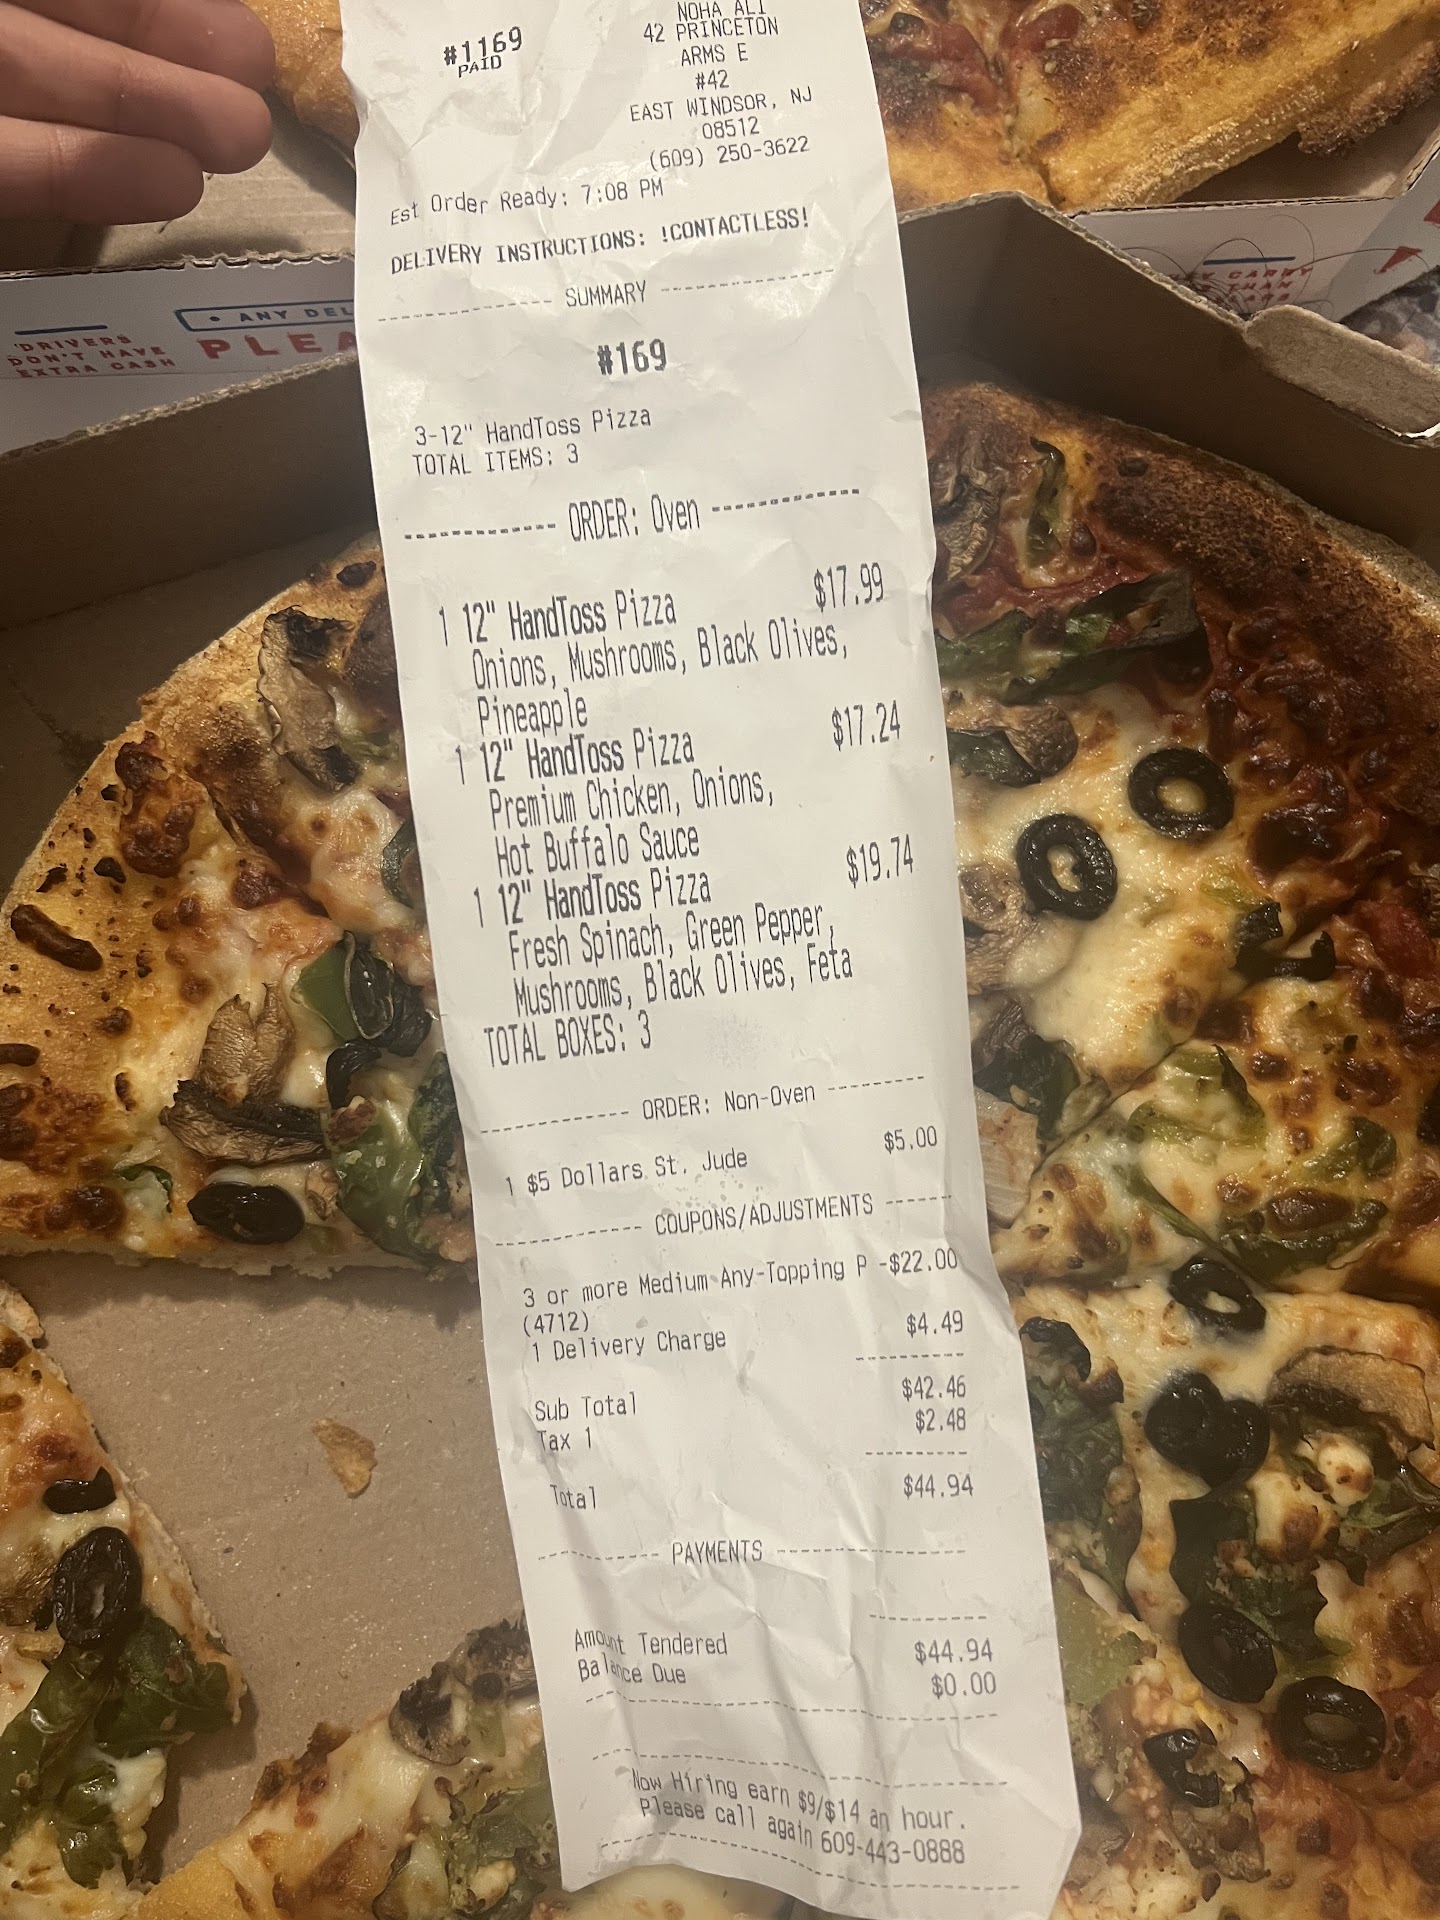 #1169
PAID
NOHA ALI
42 PRINCETON
ARMS E
#42
EAST WINDSOR, NJ
08512
(609) 250-3622
Est Order Ready: 7:08 PM
DELIVERY INSTRUCTIONS: !CONTACTLESS!
SUMMARY
#169
3-12" HandToss Pizza
TOTAL ITEMS: 3
ORDER: Oven
1 12" HandToss Pizza $17.99
Onions, Mushrooms, Black Olives,
Pineapple
1 12" HandToss Pizza $17.24
Premium Chicken, Onions,
Hot Buffalo Sauce
1 12" HandToss Pizza $19.74
Fresh Spinach, Green Pepper,
Mushrooms, Black Olives, Feta
TOTAL BOXES: 3
ORDER: Non-Oven
1 $5 Dollars St. Jude $5.00
COUPONS/ADJUSTMENTS
3 or more Medium Any-Topping P -$22.00
(4712)
1 Delivery Charge $4.49
Sub Total $42.46
Tax 1 $2.48
Total $44.94
PAYMENTS
Amount Tendered $44.94
Balance Due $0.00
Now Hiring earn $9/$14 an hour.
Please call again 609-443-0888
DRIVERS
DON'T HAVE
EXTRA CASH
• ANY DEL
PLEA
CARRY
THAN